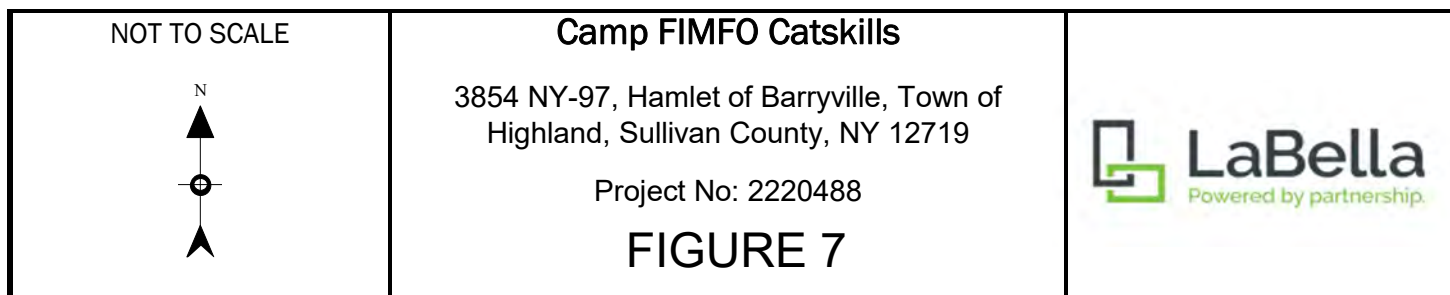 NOT TO SCALE
N
Camp FIMFO Catskills
3854 NY-97, Hamlet of Barryville, Town of
Highland, Sullivan County, NY 12719
Project No: 2220488
FIGURE 7
LaBella
Powered by partnership.